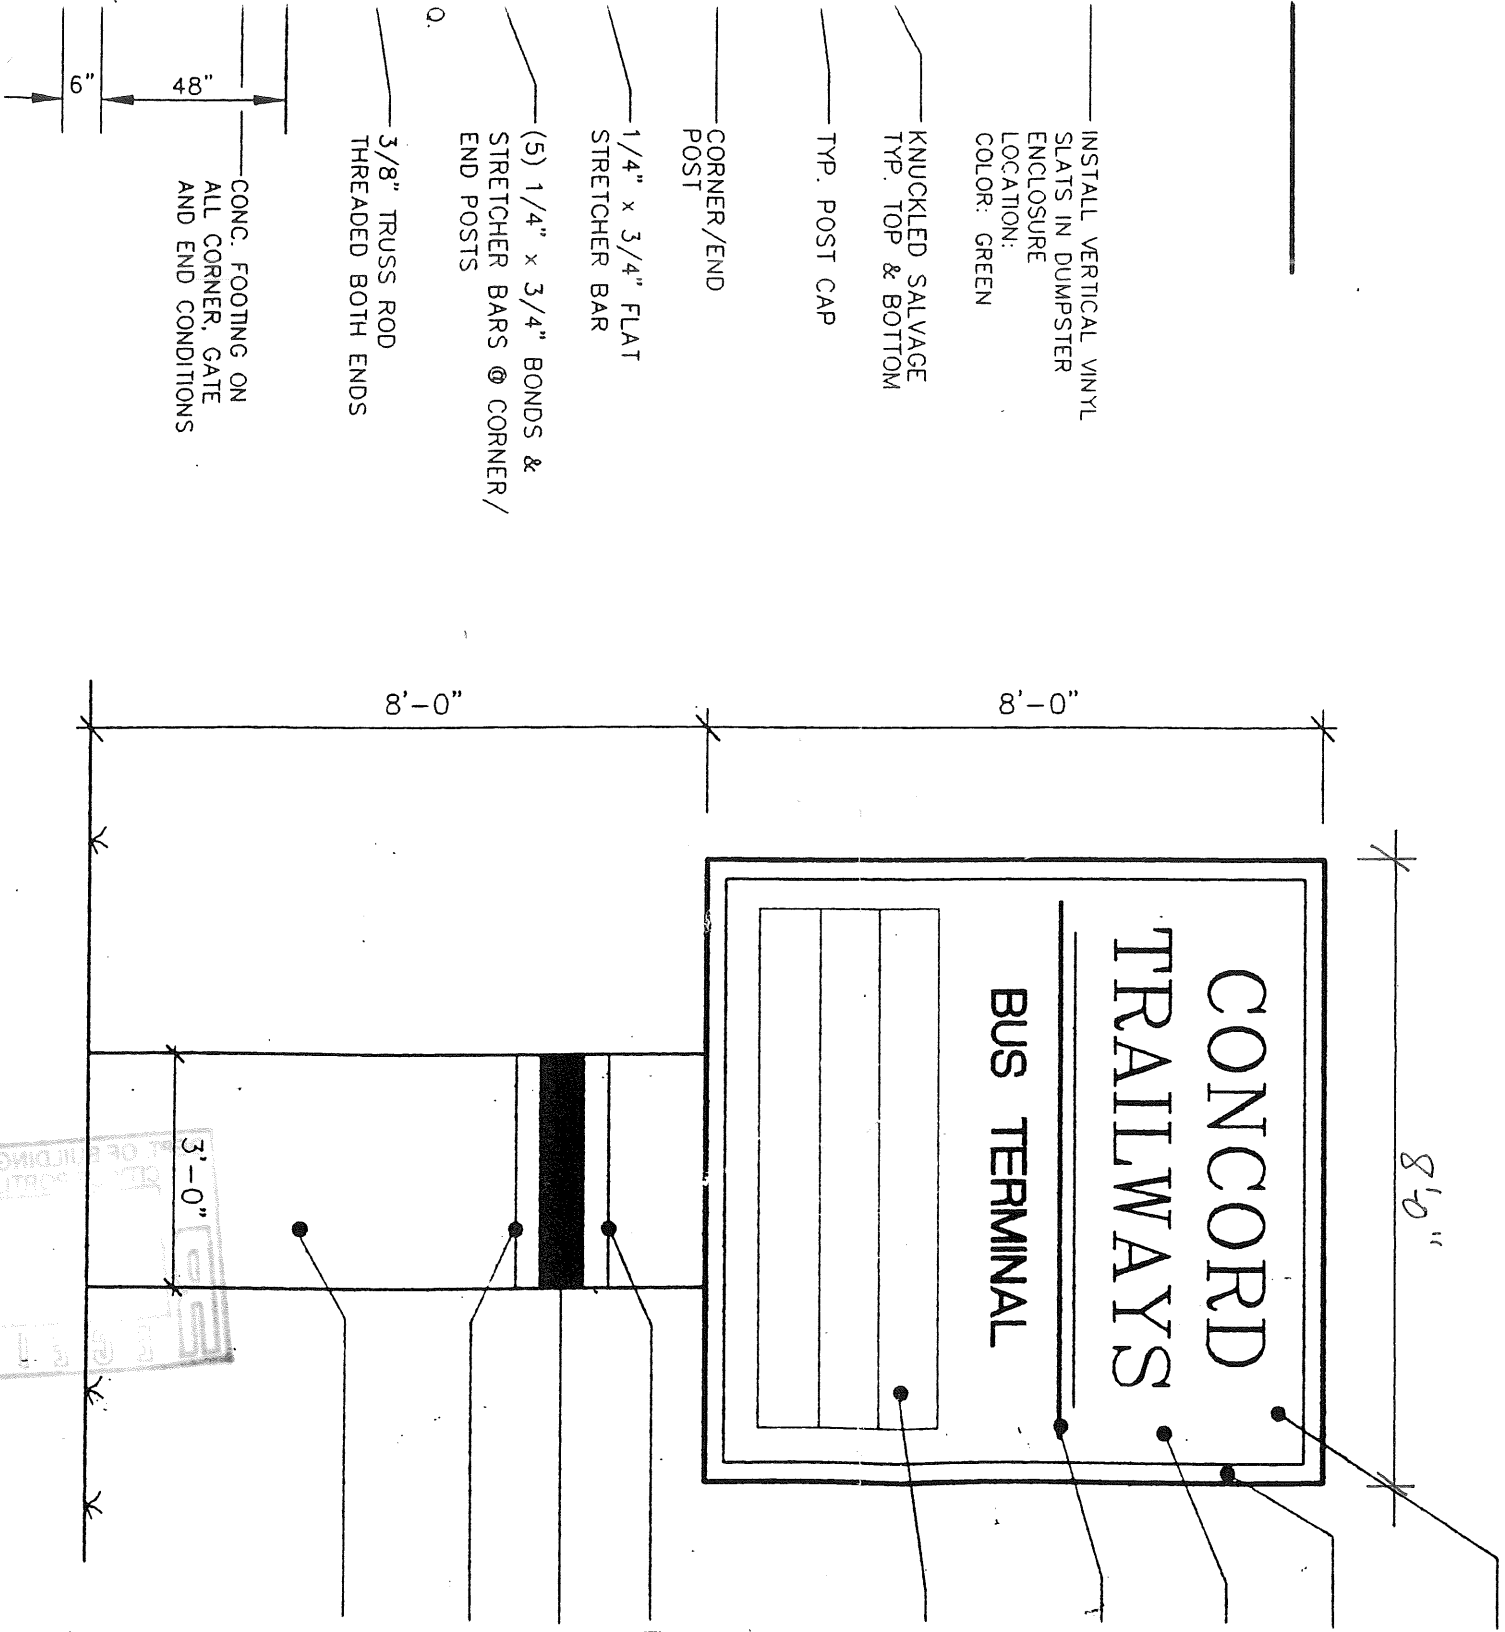 INSTALL VERTICAL VINYL
SLATS IN DUMPSTER
ENCLOSURE
LOCATION:
COLOR: GREEN
KNUCKLED SALVAGE
TYP. TOP & BOTTOM
TYP. POST CAP
CORNER/END
POST
1/4" x 3/4" FLAT
STRETCHER BAR
(5) 1/4" x 3/4" BONDS &
STRETCHER BARS @ CORNER/
END POSTS
3/8" TRUSS ROD
THREADED BOTH ENDS
Q.
48"
6"
CONC. FOOTING ON
ALL CORNER, GATE
AND END CONDITIONS
8'-0"
8'-0"
8'-0"
CONCORD
TRAILWAYS
BUS TERMINAL
3'-0"
DEPT. OF BUILDING